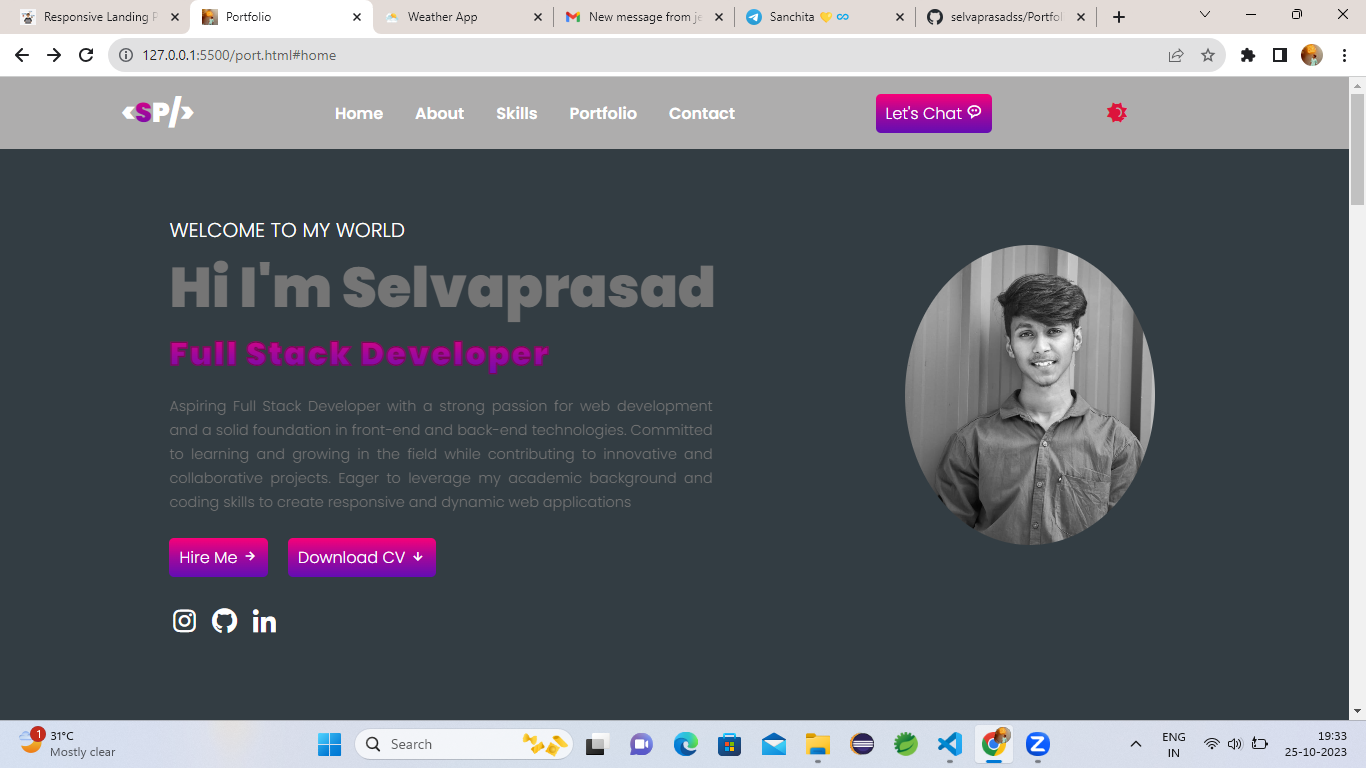 Responsive Landing P
Portfolio
Weather App
New message from je
Sanchita
selvaprasadss/Portfol
127.0.0.1:5500/port.html#home
<SP/>
Home
About
Skills
Portfolio
Contact
Let's Chat
WELCOME TO MY WORLD
Hi I'm Selvaprasad
Full Stack Developer
Aspiring Full Stack Developer with a strong passion for web development
and a solid foundation in front-end and back-end technologies. Committed
to learning and growing in the field while contributing to innovative and
collaborative projects. Eager to leverage my academic background and
coding skills to create responsive and dynamic web applications
Hire Me
Download CV
in
1
31°C
Mostly clear
Search
ENG
IN
19:33
25-10-2023